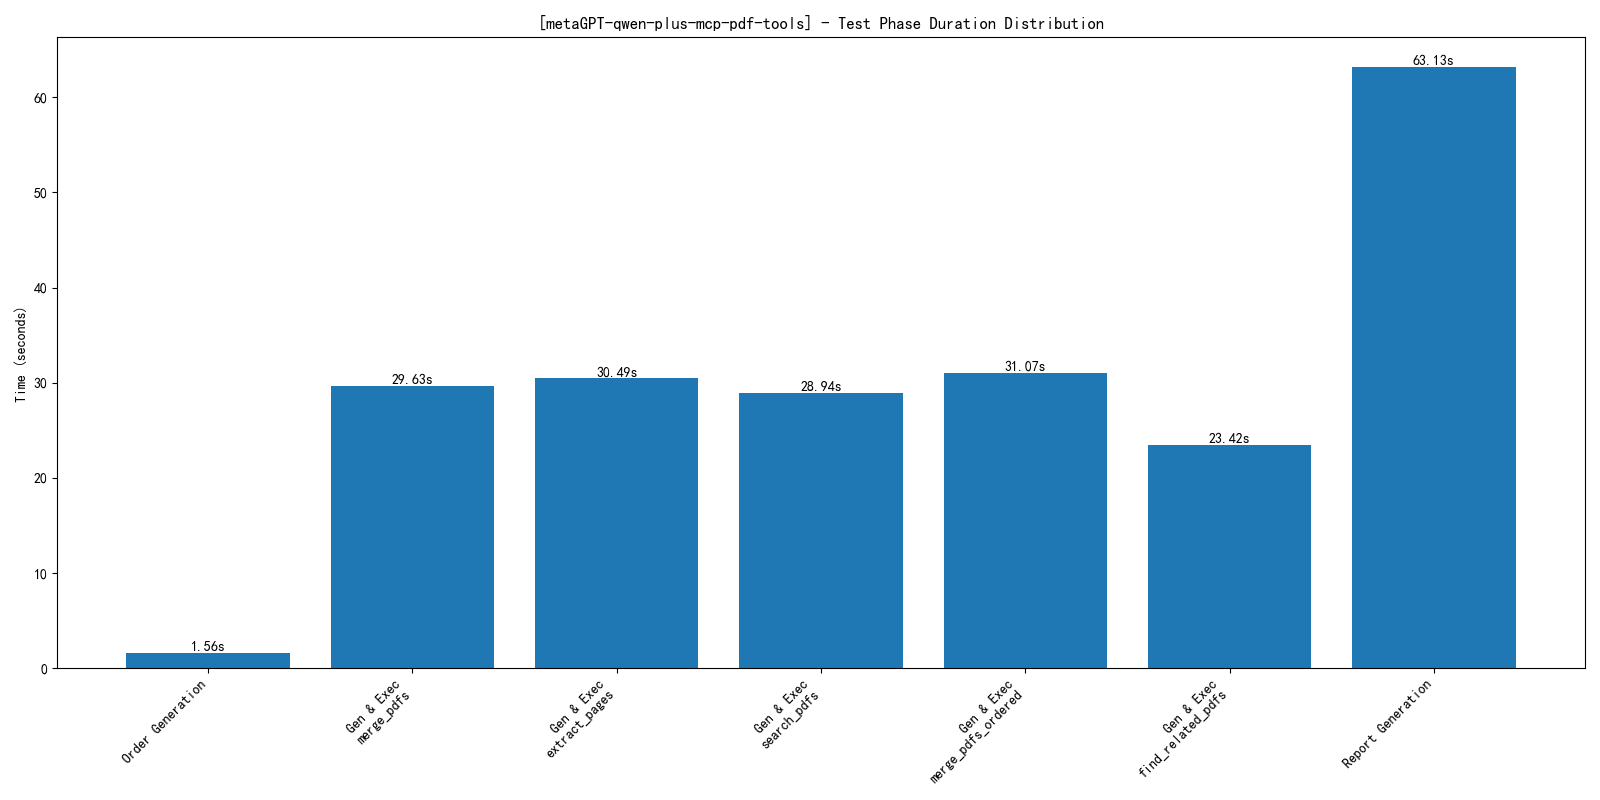 [metaGPT-qwen-plus-mcp-pdf-tools] - Test Phase Duration Distribution
Time (seconds)
60
50
40
30
20
10
0
1.56s
29.63s
30.49s
28.94s
31.07s
23.42s
63.13s
Order Generation
Gen & Exec
merge_pdfs
Gen & Exec
extract_pages
Gen & Exec
search_pdfs
Gen & Exec
merge_pdfs_ordered
Gen & Exec
find_related_pdfs
Report Generation